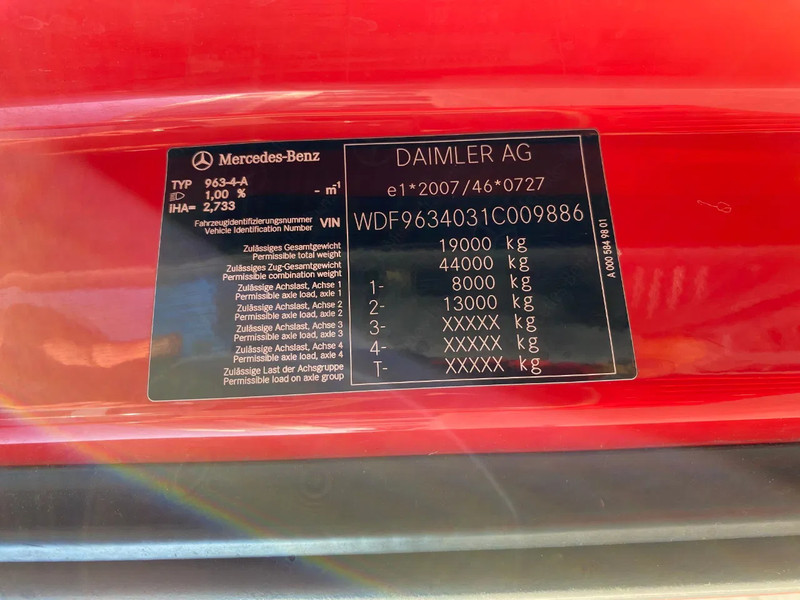 Mercedes-Benz
DAIMLER AG
TYP 963-4-A
1,00 % - m-1
IHA= 2,733
e1*2007/46*0727
Fahrzeugidentifizierungsnummer
Vehicle Identification Number VIN WDF9634031C009886
Zulässiges Gesamtgewicht
Permissible total weight 19000 kg
Zulässiges Zug-Gesamtgewicht
Permissible combination weight 44000 kg
Zulässige Achslast, Achse 1
Permissible axle load, axle 1 1- 8000 kg
Zulässige Achslast, Achse 2
Permissible axle load, axle 2 2- 13000 kg
Zulässige Achslast, Achse 3
Permissible axle load, axle 3 3- XXXXX kg
Zulässige Achslast, Achse 4
Permissible axle load, axle 4 4- XXXXX kg
Zulässige Last der Achsgruppe
Permissible load on axle group T- XXXXX kg
A 000 584 98 01